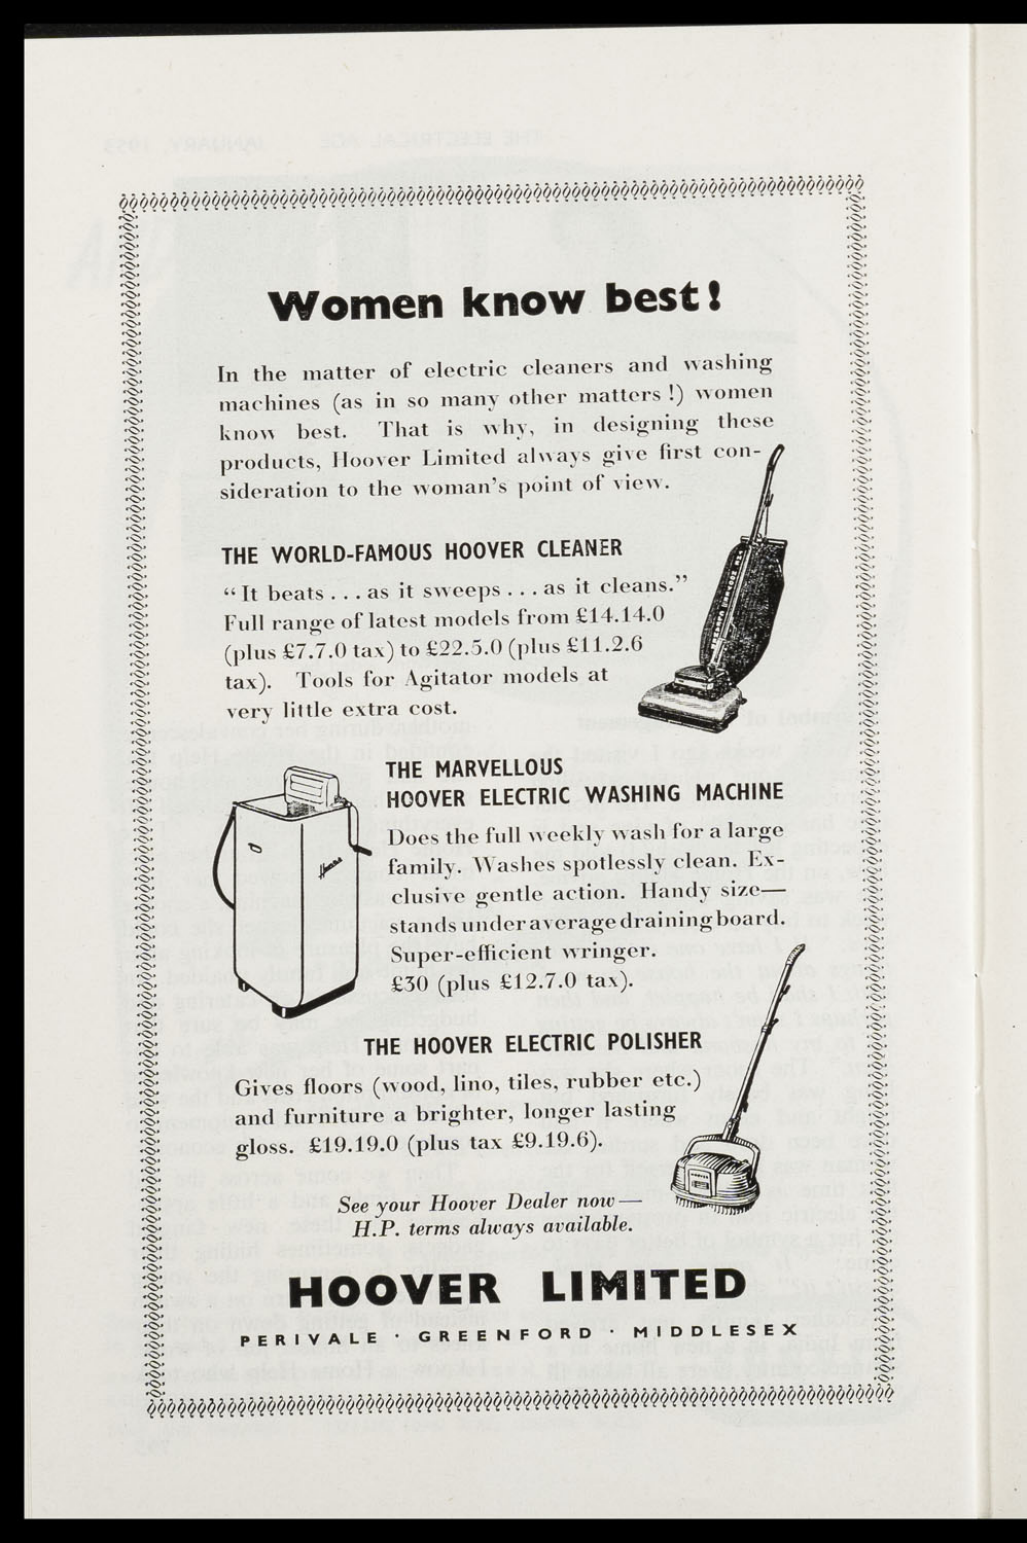 Women know best!
In the matter of electric cleaners and washing
machines (as in so many other matters !) women
know best. That is why, in designing these
products, Hoover Limited always give first con-
sideration to the woman's point of view.
THE WORLD-FAMOUS HOOVER CLEANER
“It beats . . . as it sweeps . . . as it cleans.”
Full range of latest models from £14.14.0
(plus £7.7.0 tax) to £22.5.0 (plus £11.2.6
tax). Tools for Agitator models at
very little extra cost.
THE MARVELLOUS
HOOVER ELECTRIC WASHING MACHINE
Does the full weekly wash for a large
family. Washes spotlessly clean. Ex-
clusive gentle action. Handy size—
stands under average draining board.
Super-efficient wringer.
£30 (plus £12.7.0 tax).
Hoover
THE HOOVER ELECTRIC POLISHER
Gives floors (wood, lino, tiles, rubber etc.)
and furniture a brighter, longer lasting
gloss. £19.19.0 (plus tax £9.19.6).
See your Hoover Dealer now—
H.P. terms always available.
HOOVER LIMITED
PERIVALE · GREENFORD · MIDDLESEX